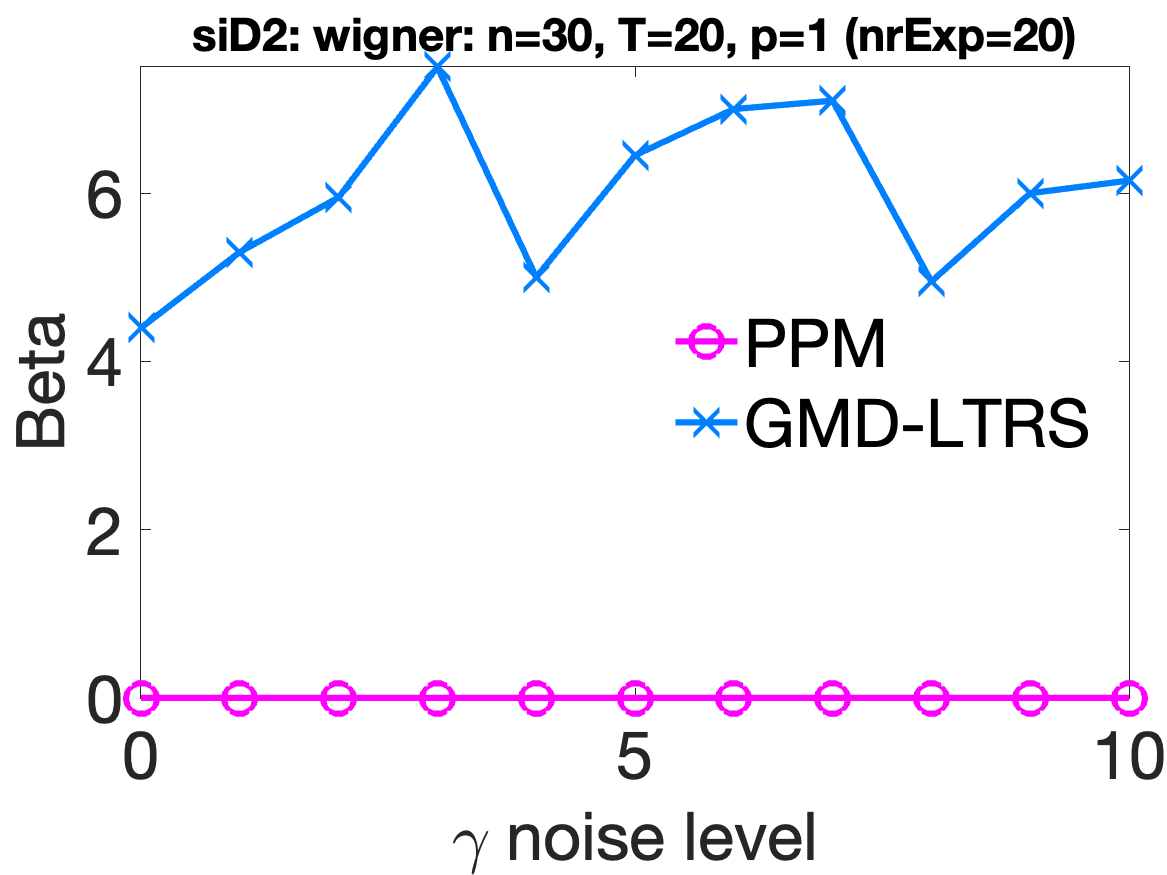 siD2: wigner: n=30, T=20, p=1 (nrExp=20)
6
4
2
0
Beta
PPM
GMD-LTRS
0 5 10
γ noise level